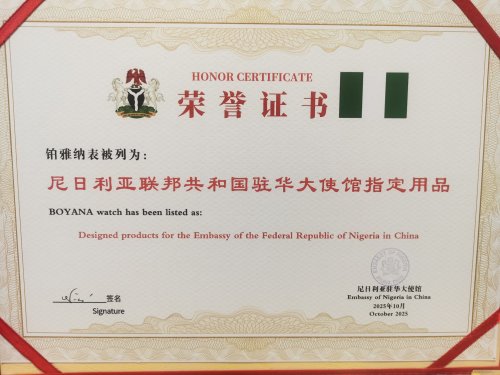 HONOR CERTIFICATE
荣誉证书
铂雅纳表被列为：
尼日利亚联邦共和国驻华大使馆指定用品
BOYANA watch has been listed as:
Designed products for the Embassy of the Federal Republic of Nigeria in China
签名
Signature
尼日利亚驻华大使馆
Embassy of Nigeria in China
2025年10月
October 2025